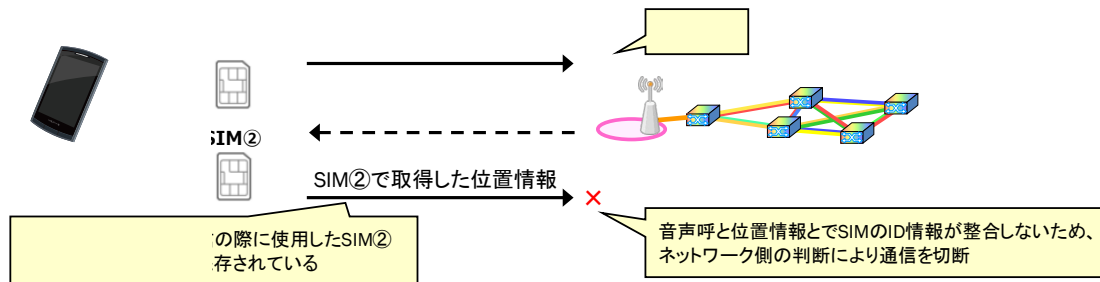 SIM②
SIM②で取得した位置情報
の際に使用したSIM②
存されている
音声呼と位置情報とでSIMのID情報が整合しないため、
ネットワーク側の判断により通信を切断